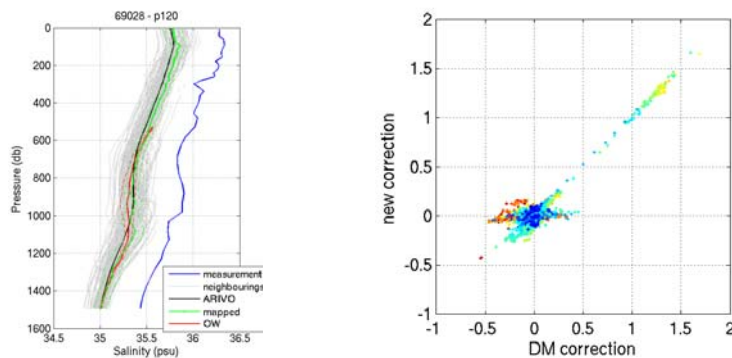 69028 - p120
0
200
400
600
800
1000
1200
1400
1600
Pressure (db)
34.5 35 35.5 36 36.5
Salinity (psu)
measurement
neighbourings
ARIVO
mapped
OW
2
1.5
1
0.5
0
-0.5
-1
new correction
-1 -0.5 0 0.5 1 1.5 2
DM correction